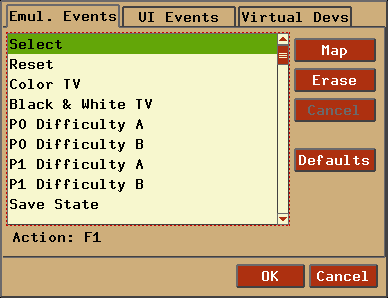 Emul. Events UI Events Virtual Devs
Select
Reset
Color TV
Black & White TV
P0 Difficulty A
P0 Difficulty B
P1 Difficulty A
P1 Difficulty B
Save State
Map
Erase
Cancel
Defaults
Action: F1
OK Cancel